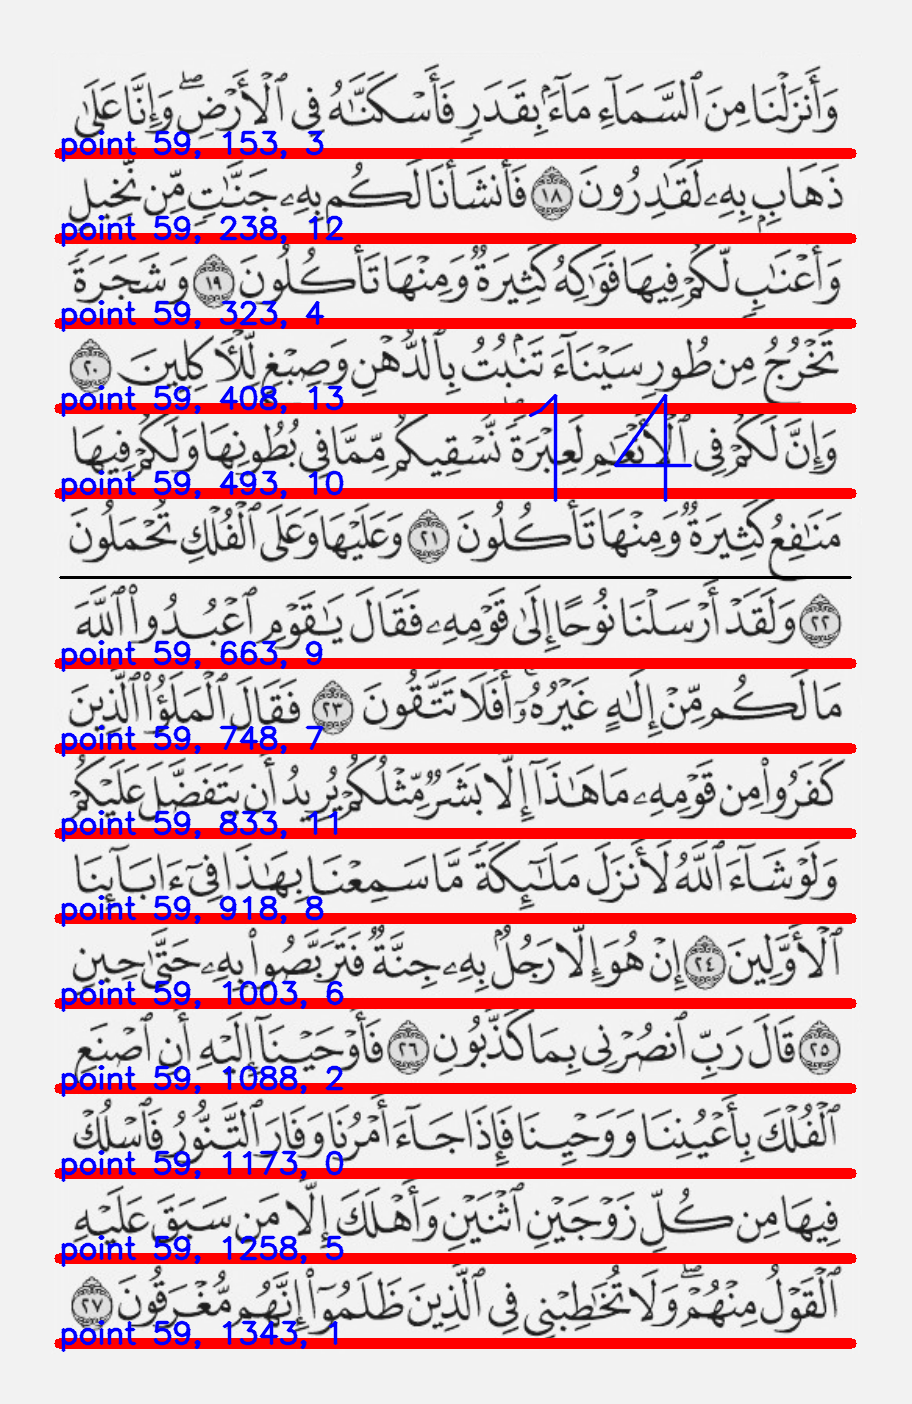 وَأَنزَلْنَا مِنَ ٱلسَّمَآءِ مَآءًۢ بِقَدَرٍ فَأَسْكَنَّٰهُ فِى ٱلْأَرْضِ ۖ وَإِنَّا عَلَىٰ
point 59, 153, 3
ذَهَابٍۭ بِهِۦ لَقَٰدِرُونَ ١٨ فَأَنشَأْنَا لَكُم بِهِۦ جَنَّٰتٍ مِّن نَّخِيلٍ
point 59, 238, 12
وَأَعْنَٰبٍ لَّكُمْ فِيهَا فَوَٰكِهُ كَثِيرَةٌ وَمِنْهَا تَأْكُلُونَ ١٩ وَشَجَرَةً
point 59, 323, 4
تَخْرُجُ مِن طُورِ سَيْنَآءَ تَنۢبُتُ بِٱلدُّهْنِ وَصِبْغٍ لِّلْـَٔاكِلِينَ ٢٠
point 59, 408, 13
14
وَإِنَّ لَكُمْ فِى ٱلْأَنْعَٰمِ لَعِبْرَةً ۖ نُّسْقِيكُم مِّمَّا فِى بُطُونِهَا وَلَكُمْ فِيهَا
point 59, 493, 10
مَنَٰفِعُ كَثِيرَةٌ وَمِنْهَا تَأْكُلُونَ ٢١ وَعَلَيْهَا وَعَلَى ٱلْفُلْكِ تُحْمَلُونَ
٢٢ وَلَقَدْ أَرْسَلْنَا نُوحًا إِلَىٰ قَوْمِهِۦ فَقَالَ يَٰقَوْمِ ٱعْبُدُوا۟ ٱللَّهَ
point 59, 663, 9
مَا لَكُم مِّنْ إِلَٰهٍ غَيْرُهُۥٓ ۖ أَفَلَا تَتَّقُونَ ٢٣ فَقَالَ ٱلْمَلَؤُا۟ ٱلَّذِينَ
point 59, 748, 7
كَفَرُوا۟ مِن قَوْمِهِۦ مَا هَٰذَآ إِلَّا بَشَرٌ مِّثْلُكُمْ يُرِيدُ أَن يَتَفَضَّلَ عَلَيْكُمْ
point 59, 833, 11
وَلَوْ شَآءَ ٱللَّهُ لَأَنزَلَ مَلَٰٓئِكَةً مَّا سَمِعْنَا بِهَٰذَا فِىٓ ءَابَآئِنَا
point 59, 918, 8
ٱلْأَوَّلِينَ ٢٤ إِنْ هُوَ إِلَّا رَجُلٌۢ بِهِۦ جِنَّةٌ فَتَرَبَّصُوا۟ بِهِۦ حَتَّىٰ حِينٍ
point 59, 1003, 6
٢٥ قَالَ رَبِّ ٱنصُرْنِى بِمَا كَذَّبُونِ ٢٦ فَأَوْحَيْنَآ إِلَيْهِ أَنِ ٱصْنَعِ
point 59, 1088, 2
ٱلْفُلْكَ بِأَعْيُنِنَا وَوَحْيِنَا فَإِذَا جَآءَ أَمْرُنَا وَفَارَ ٱلتَّنُّورُ فَٱسْلُكْ
point 59, 1173, 0
فِيهَا مِن كُلٍّ زَوْجَيْنِ ٱثْنَيْنِ وَأَهْلَكَ إِلَّا مَن سَبَقَ عَلَيْهِ
point 59, 1258, 5
ٱلْقَوْلُ مِنْهُمْ ۖ وَلَا تُخَٰطِبْنِى فِى ٱلَّذِينَ ظَلَمُوٓا۟ إِنَّهُم مُّغْرَقُونَ ٢٧
point 59, 1343, 1